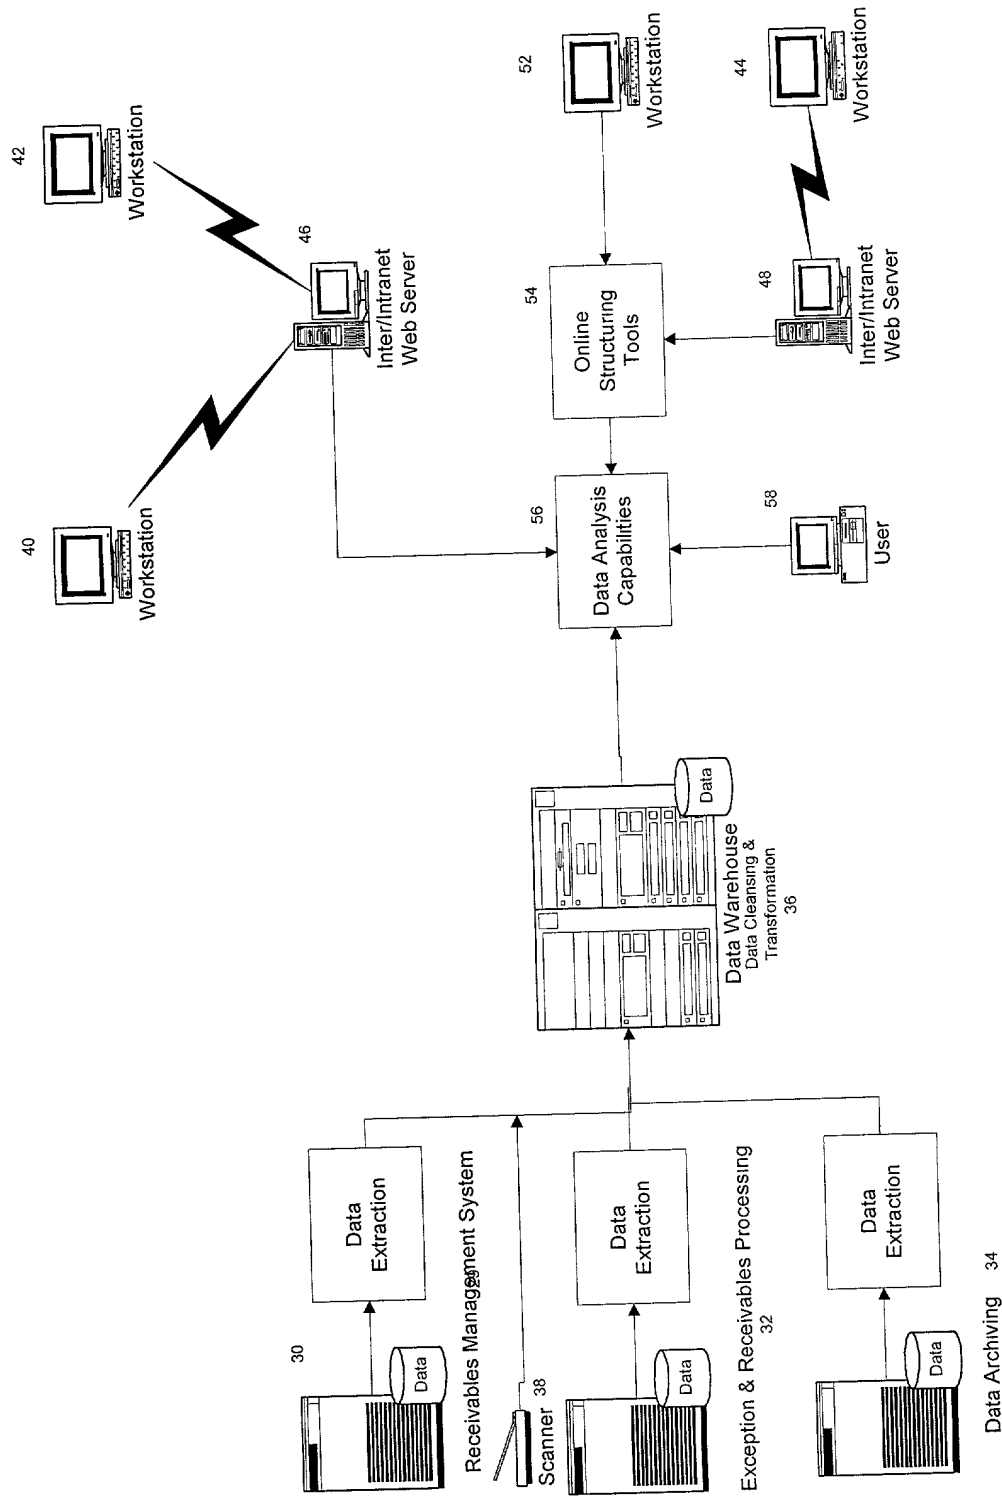 30
Data
Data
Extraction
Receivables Management System
38
Scanner
Data
Data
Extraction
Exception & Receivables Processing
32
Data
Data
Extraction
Data Archiving 34
Data
Data Warehouse
Data Cleansing &
Transformation
36
40
Workstation
42
Workstation
46
Inter/Intranet
Web Server
56
Data Analysis
Capabilities
54
Online
Structuring
Tools
52
Workstation
58
User
48
Inter/Intranet
Web Server
44
Workstation